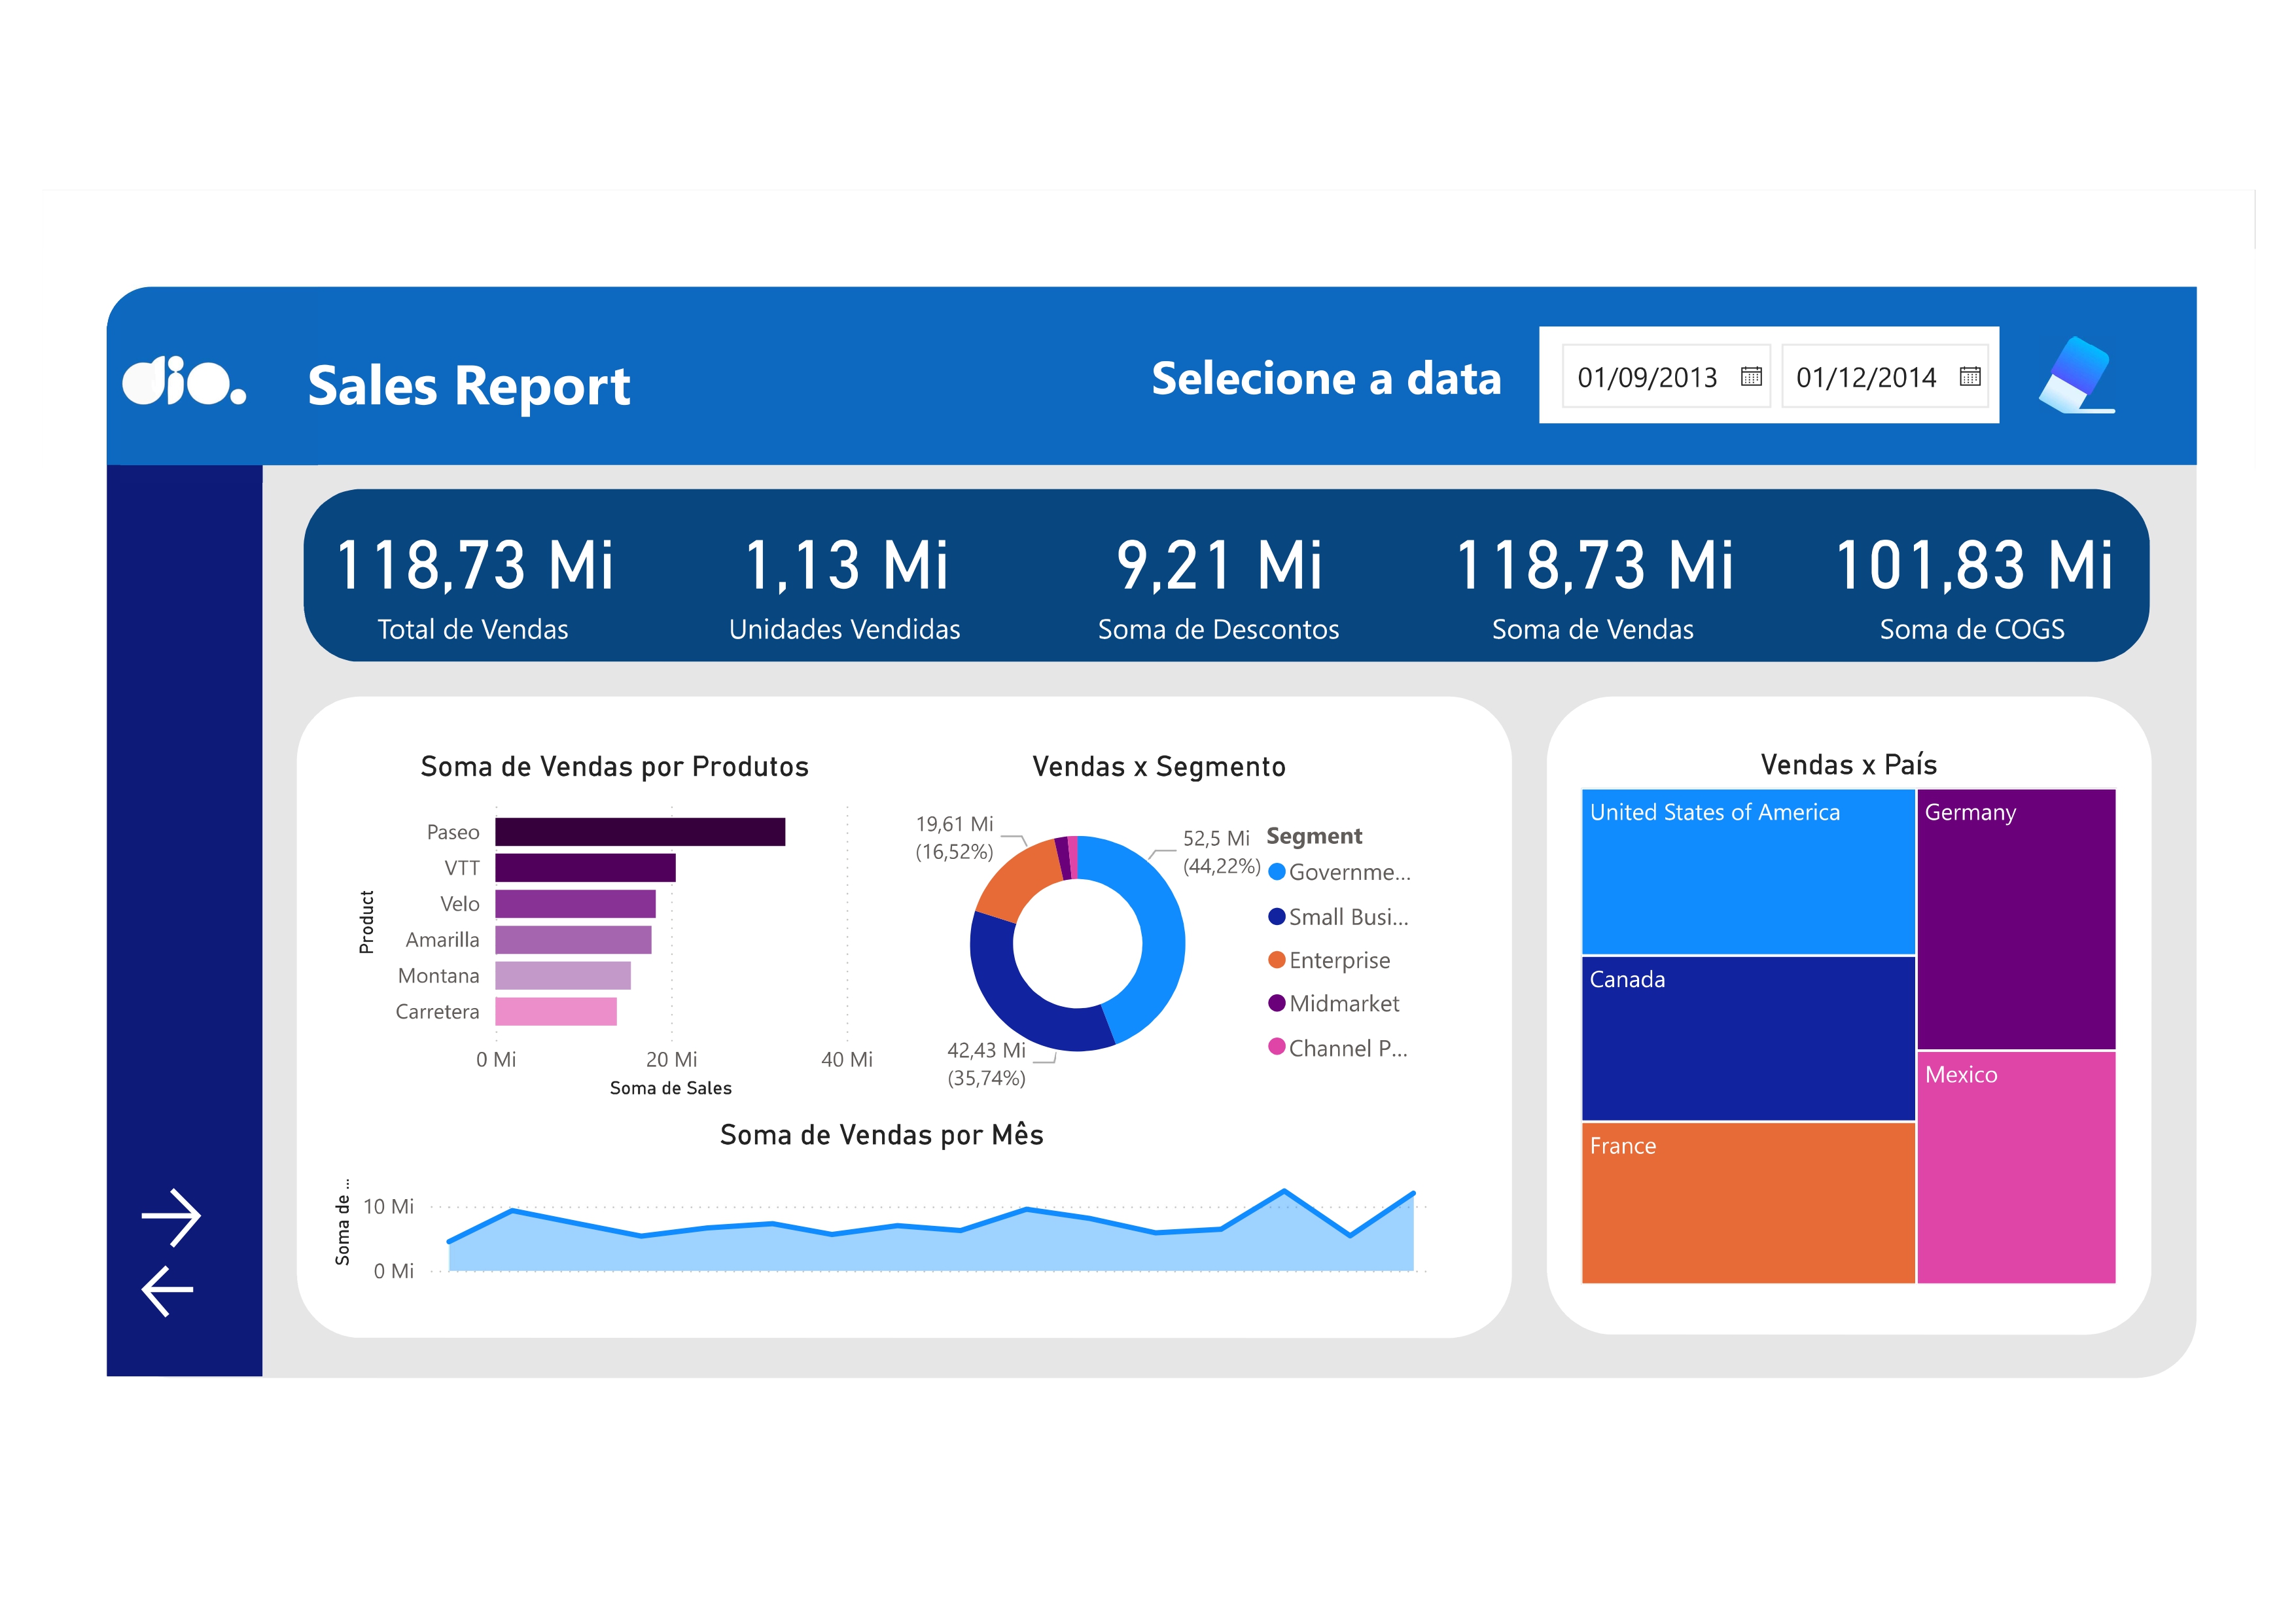 dio.
Sales Report
Selecione a data
01/09/2013
01/12/2014
118,73 Mi
Total de Vendas
1,13 Mi
Unidades Vendidas
9,21 Mi
Soma de Descontos
118,73 Mi
Soma de Vendas
101,83 Mi
Soma de COGS
Soma de Vendas por Produtos
Product
Paseo
VTT
Velo
Amarilla
Montana
Carretera
0 Mi
20 Mi
40 Mi
Soma de Sales
Vendas x Segmento
19,61 Mi
(16,52%)
52,5 Mi
(44,22%)
42,43 Mi
(35,74%)
Segment
Governme...
Small Busi...
Enterprise
Midmarket
Channel P...
Soma de Vendas por Mês
Soma de ...
10 Mi
0 Mi
Vendas x País
United States of America
Germany
Canada
Mexico
France